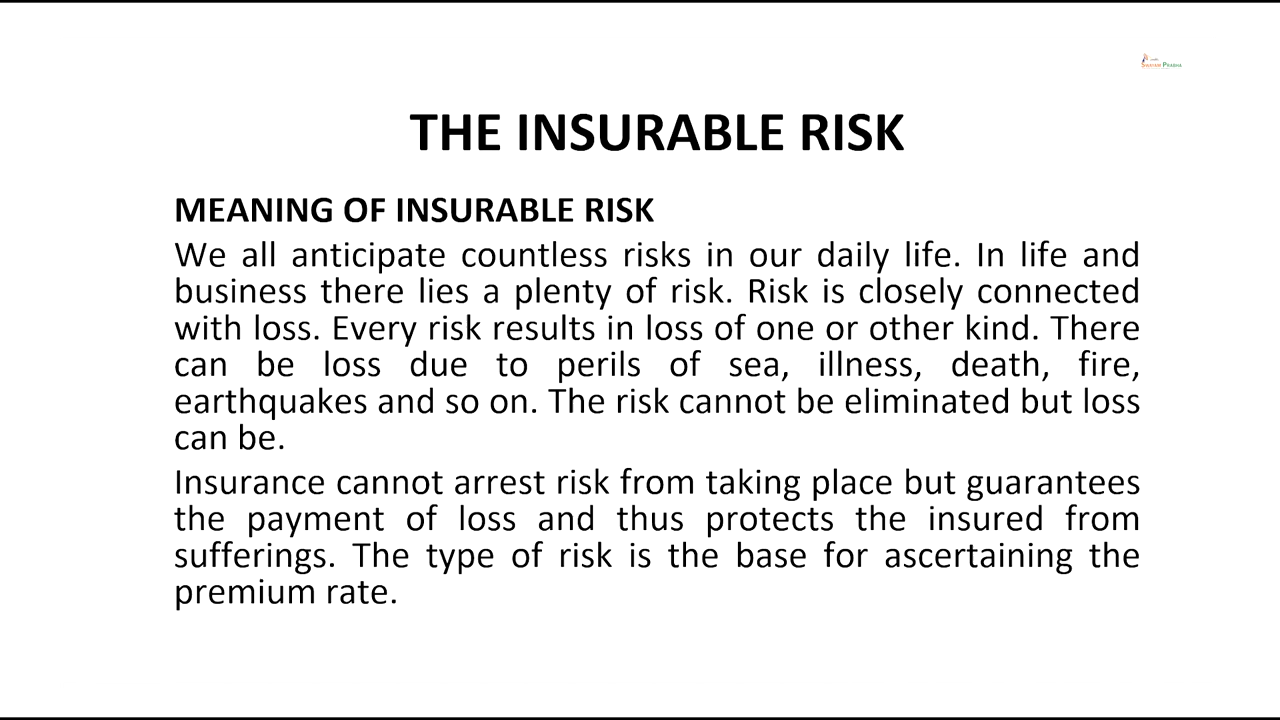 SWAYAM PRABHA
THE INSURABLE RISK
MEANING OF INSURABLE RISK
We all anticipate countless risks in our daily life. In life and
business there lies a plenty of risk. Risk is closely connected
with loss. Every risk results in loss of one or other kind. There
can be loss due to perils of sea, illness, death, fire,
earthquakes and so on. The risk cannot be eliminated but loss
can be.
Insurance cannot arrest risk from taking place but guarantees
the payment of loss and thus protects the insured from
sufferings. The type of risk is the base for ascertaining the
premium rate.